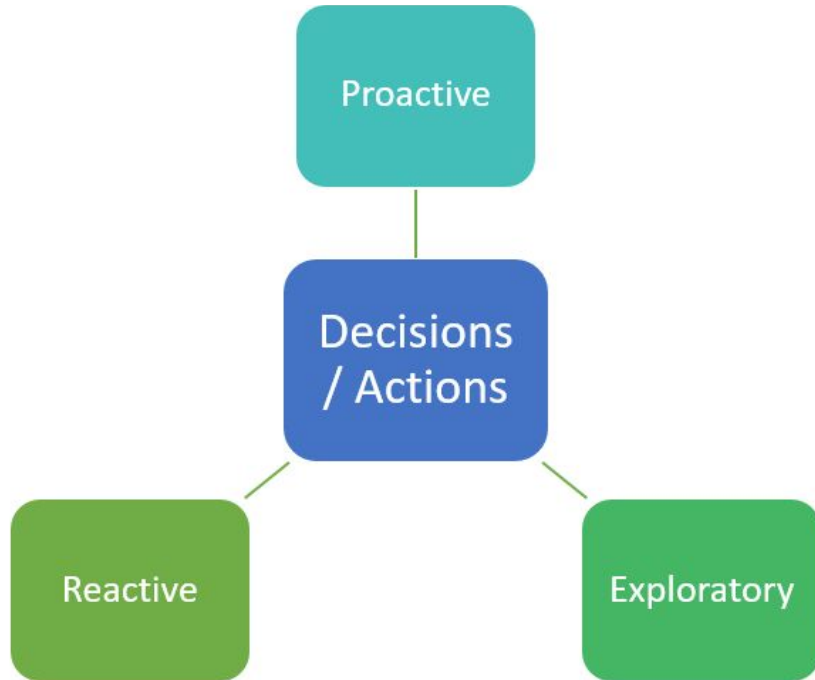 Proactive
Decisions
/ Actions
Reactive
Exploratory